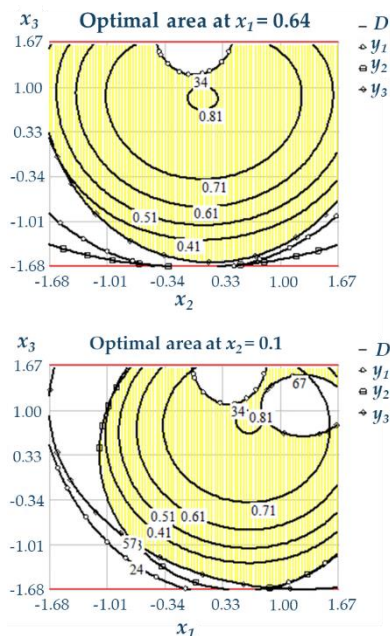 Optimal area at x1 = 0.64
x3
1.67
1.00
0.33
-0.34
-1.01
-1.68
34
0.81
0.71
0.61
0.51
0.41
D
y1
y2
y3
-1.68 -1.01 -0.34 0.33 1.00 1.67
x2
Optimal area at x2 = 0.1
x3
1.67
1.00
0.33
-0.34
-1.01
-1.68
67
34
0.81
0.71
0.61
0.51
0.41
24
D
y1
y2
y3
-1.68 -1.01 -0.34 0.33 1.00 1.67
x1